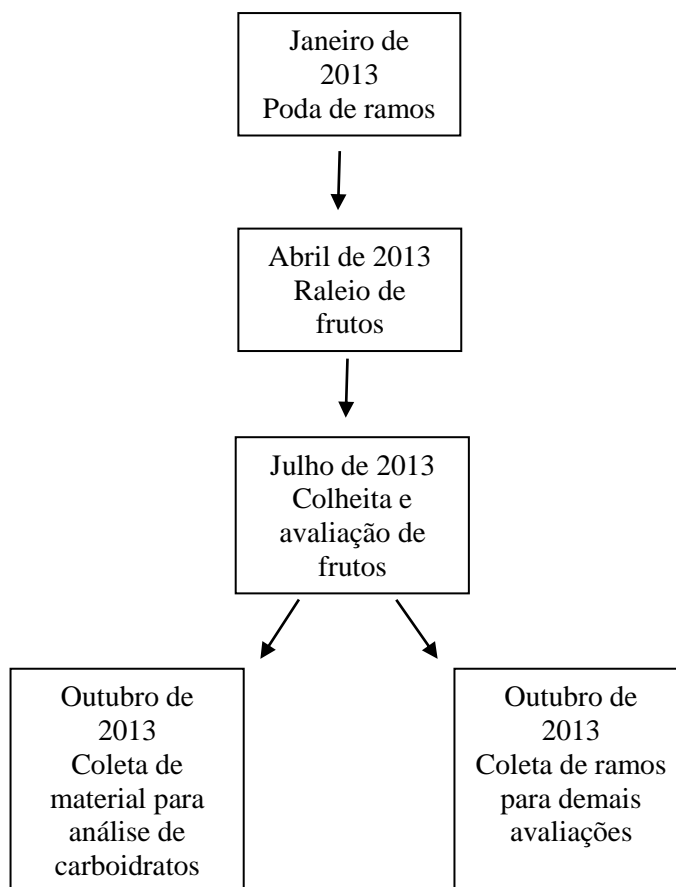 Janeiro de
2013
Poda de ramos
Abril de 2013
Raleio de
frutos
Julho de 2013
Colheita e
avaliação de
frutos
Outubro de
2013
Coleta de
material para
análise de
carboidratos
Outubro de
2013
Coleta de ramos
para demais
avaliações